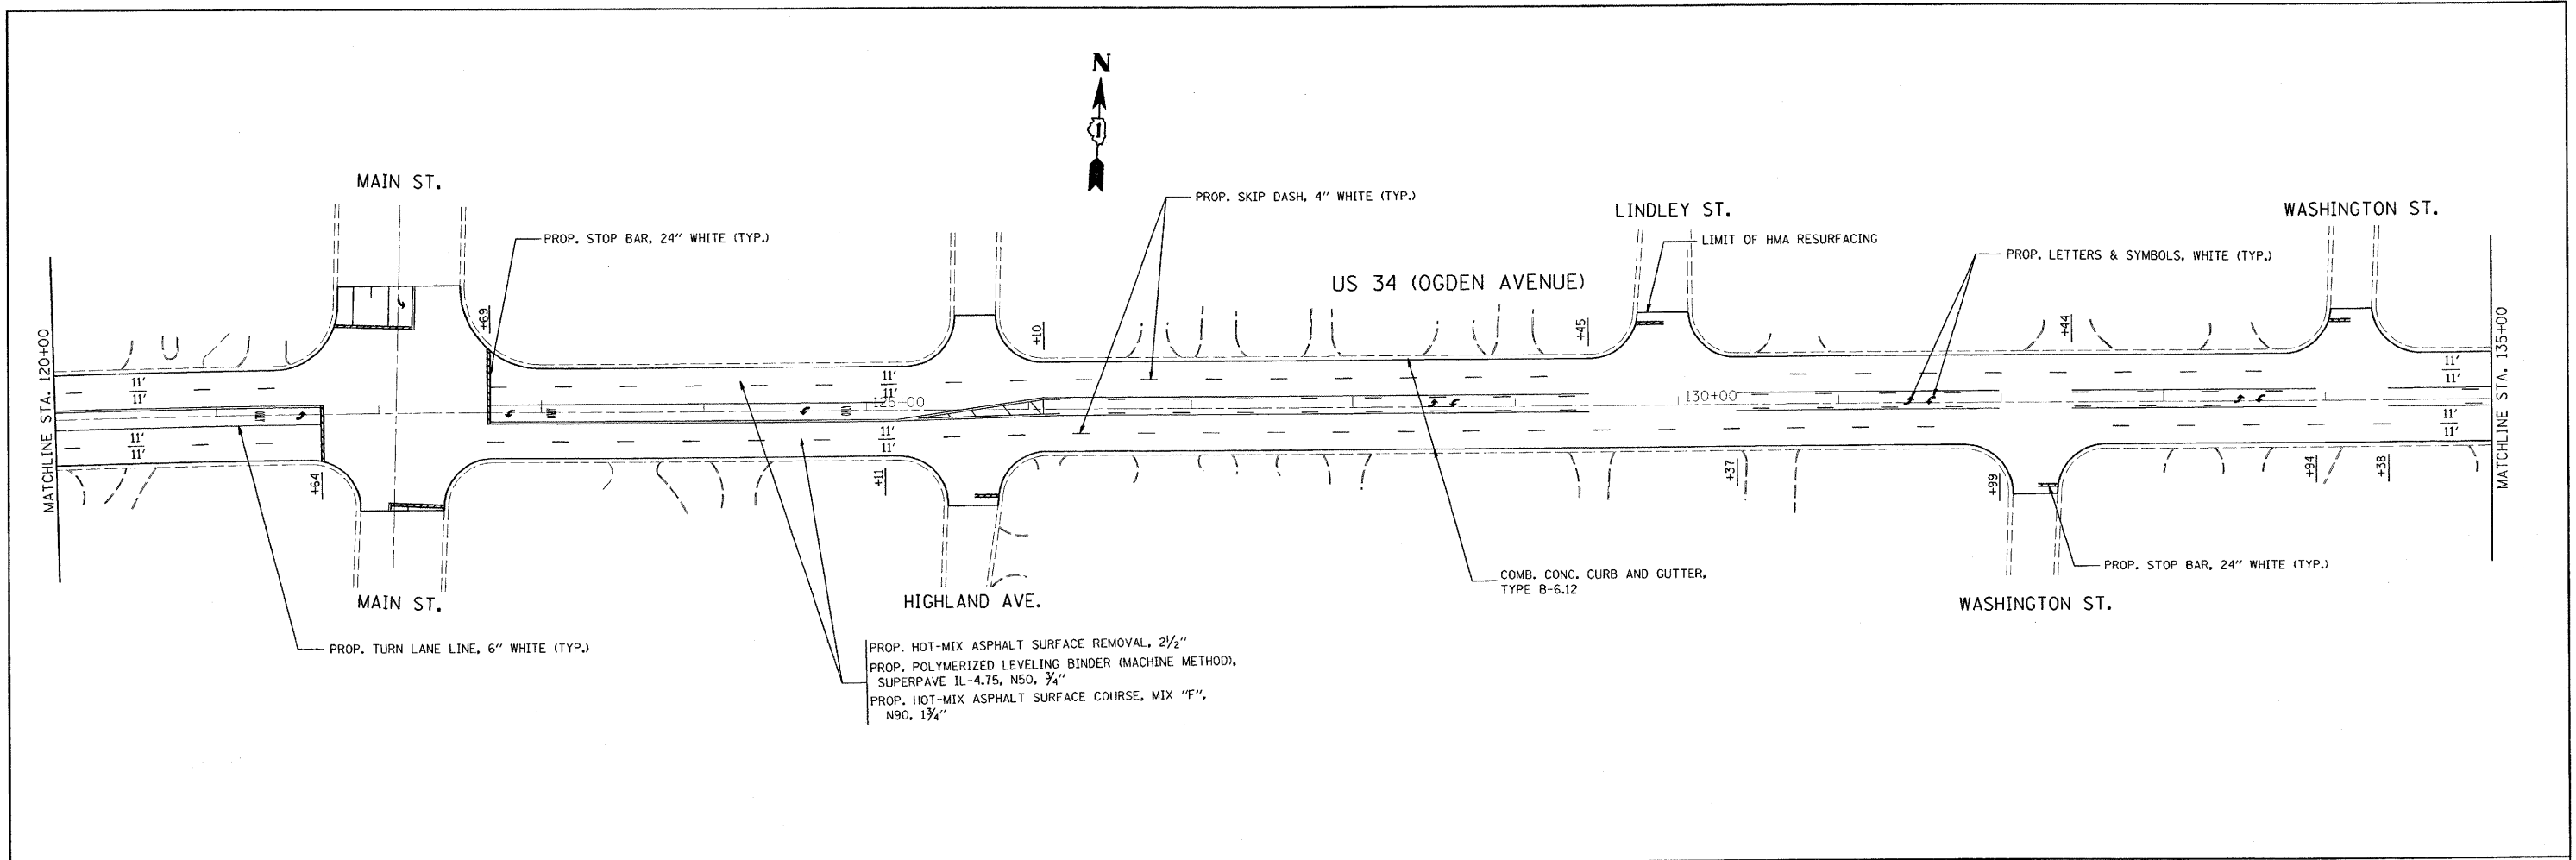 N
MAIN ST.
PROP. SKIP DASH, 4" WHITE (TYP.)
LINDLEY ST.
WASHINGTON ST.
PROP. STOP BAR, 24" WHITE (TYP.)
LIMIT OF HMA RESURFACING
PROP. LETTERS & SYMBOLS, WHITE (TYP.)
US 34 (OGDEN AVENUE)
MATCHLINE STA. 120+00
+69
+10
+45
+44
MATCHLINE STA. 135+00
11'
11'
11'
11'
11'
11'
125+00
130+00
11'
11'
11'
11'
11'
11'
+64
+11
+37
+99
+94
+38
MAIN ST.
HIGHLAND AVE.
COMB. CONC. CURB AND GUTTER,
TYPE B-6.12
PROP. STOP BAR, 24" WHITE (TYP.)
WASHINGTON ST.
PROP. TURN LANE LINE, 6" WHITE (TYP.)
PROP. HOT-MIX ASPHALT SURFACE REMOVAL, 2½"
PROP. POLYMERIZED LEVELING BINDER (MACHINE METHOD),
SUPERPAVE IL-4.75, N50, ¾"
PROP. HOT-MIX ASPHALT SURFACE COURSE, MIX "F",
N90, 1¾"